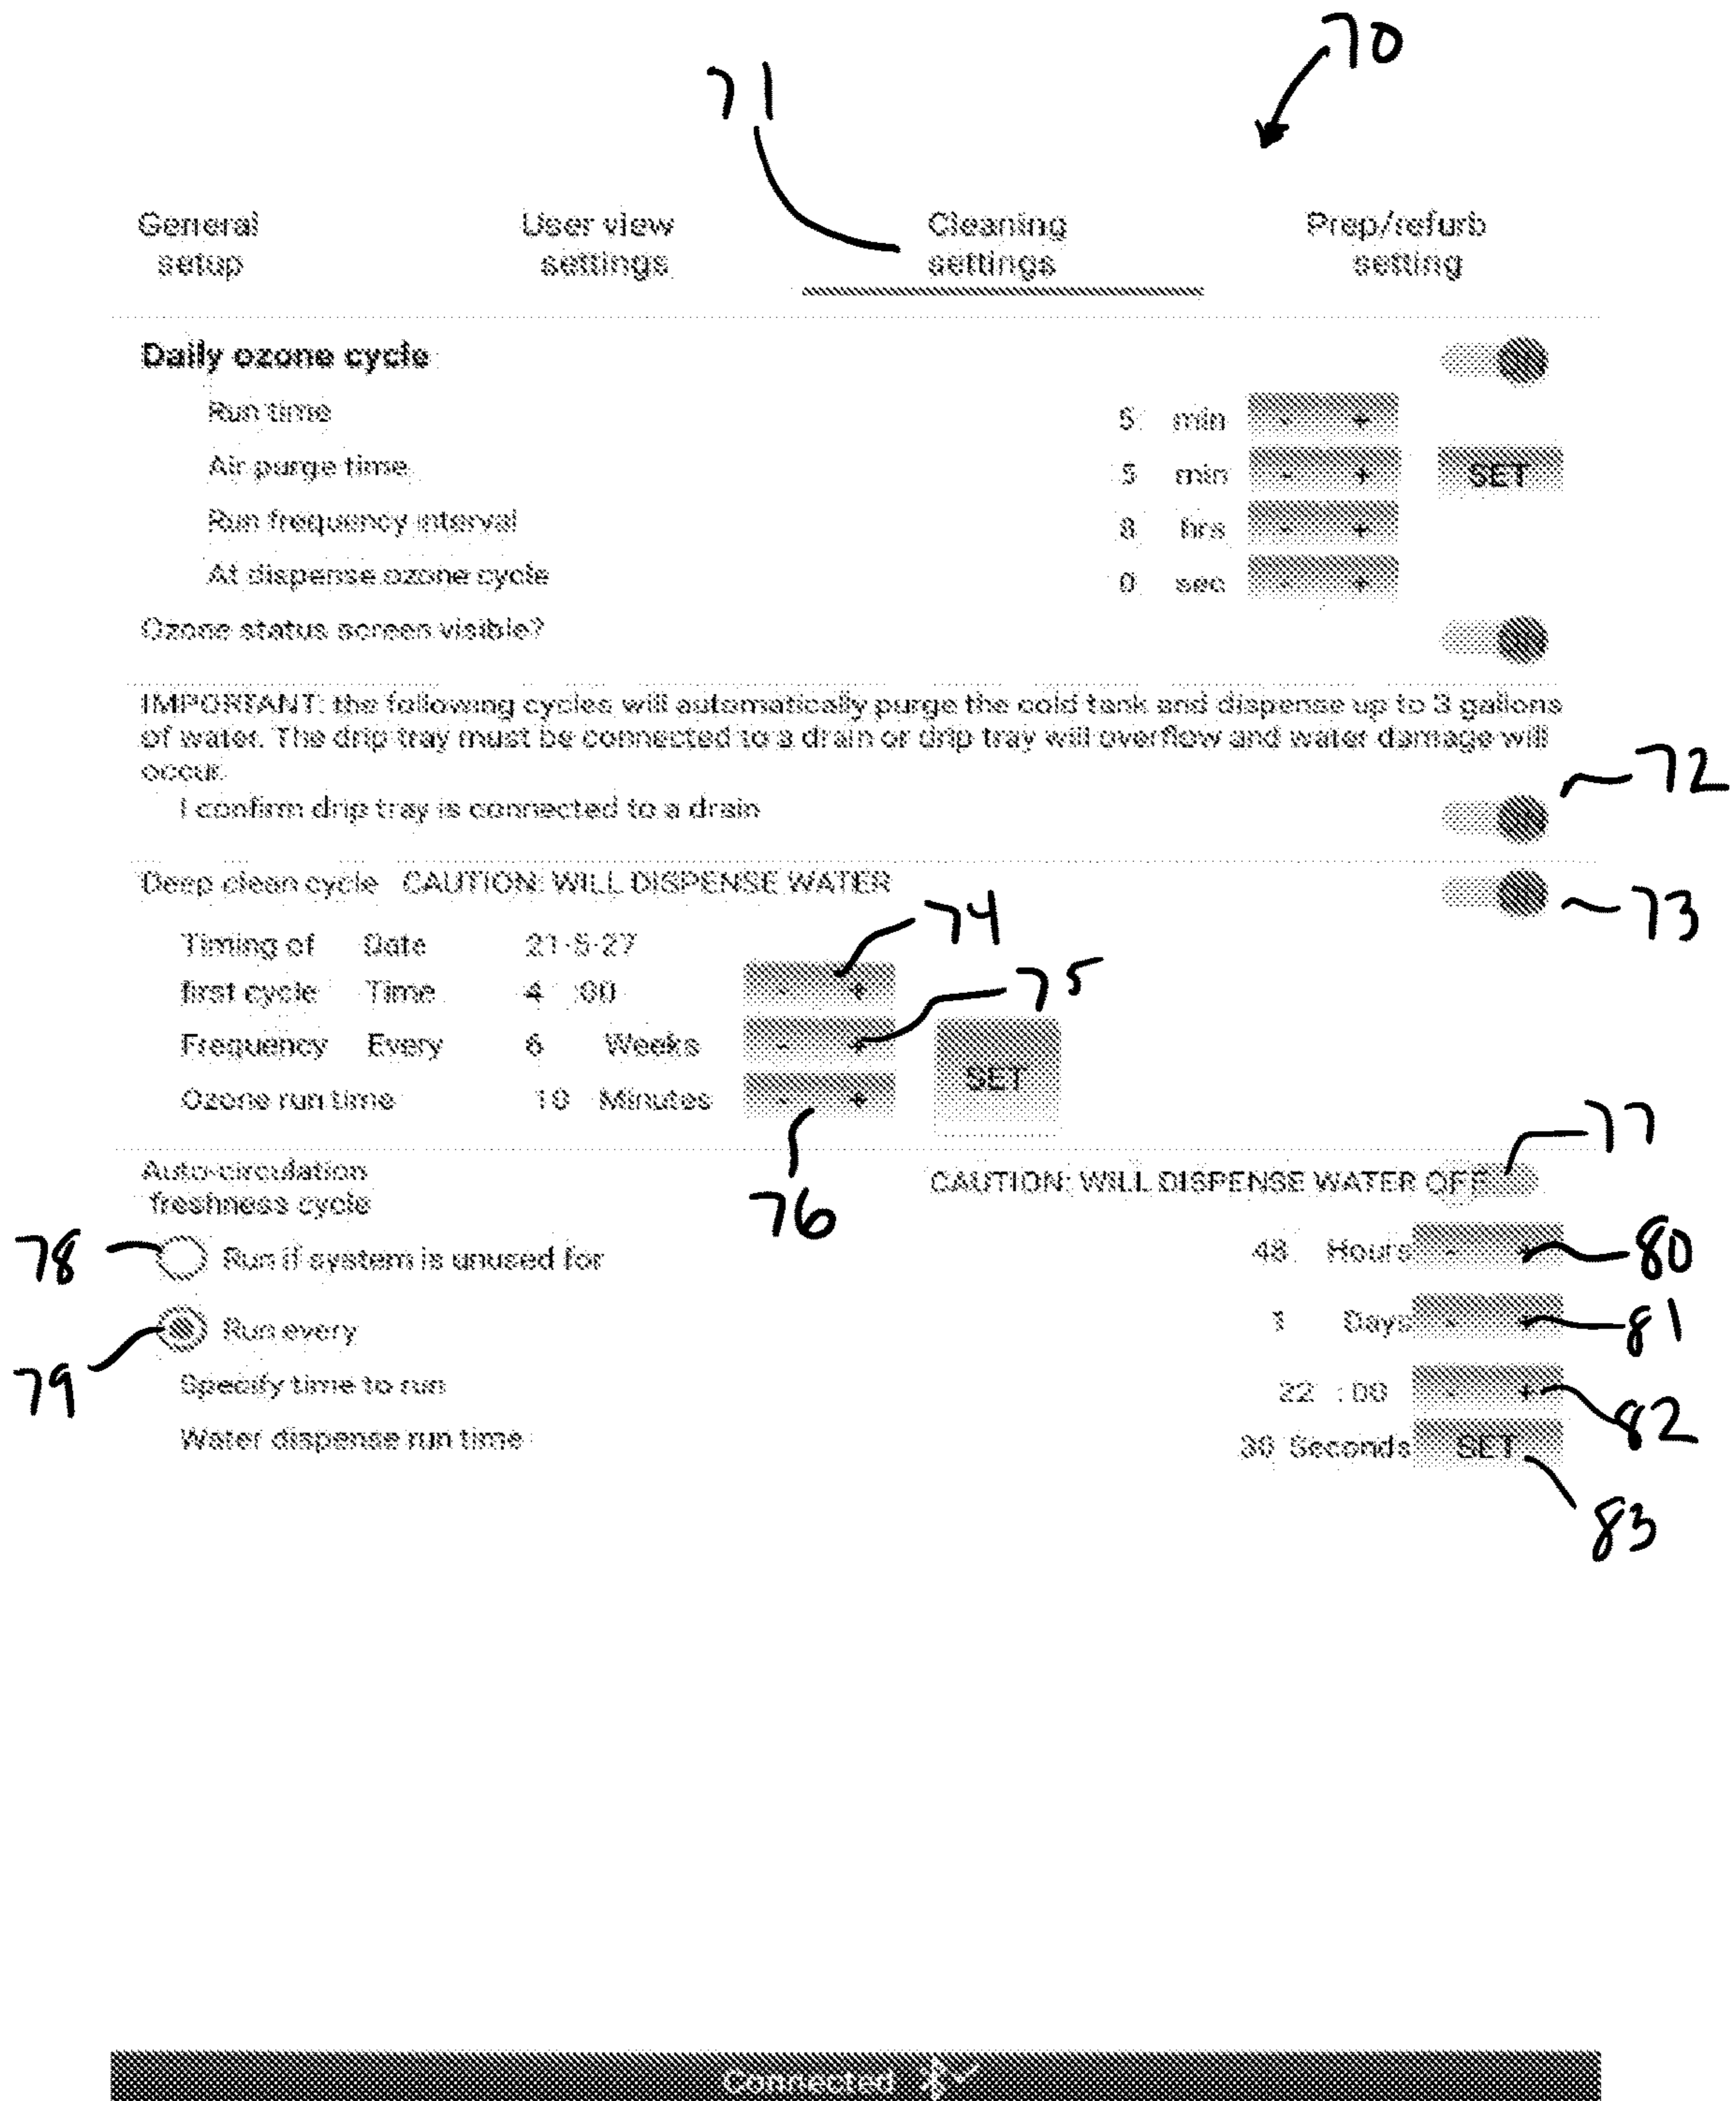 70
71
General setup
User view settings
Cleaning settings
Prep/refurb setting
Daily ozone cycle
Run time 5 min - +
Air purge time 5 min - + SET
Run frequency interval 8 hrs - +
At dispense ozone cycle 0 sec - +
Ozone status screen visible?
IMPORTANT: the following cycles will automatically purge the cold tank and dispense up to 3 gallons
of water. The drip tray must be connected to a drain or drip tray will overflow and water damage will
occur.
72
I confirm drip tray is connected to a drain
Deep clean cycle CAUTION: WILL DISPENSE WATER
73
74
Timing of Date 21-5-27
first cycle Time 4 :00 - +
75
Frequency Every 6 Weeks - +
SET
Ozone run time 10 Minutes - +
76
77
Auto-circulation
freshness cycle
CAUTION: WILL DISPENSE WATER OFF
78 Run if system is unused for 48 Hours - + 80
79 Run every 1 Days - + 81
Specify time to run 22 :00 - + 82
Water dispense run time 30 Seconds SET
83
Connected